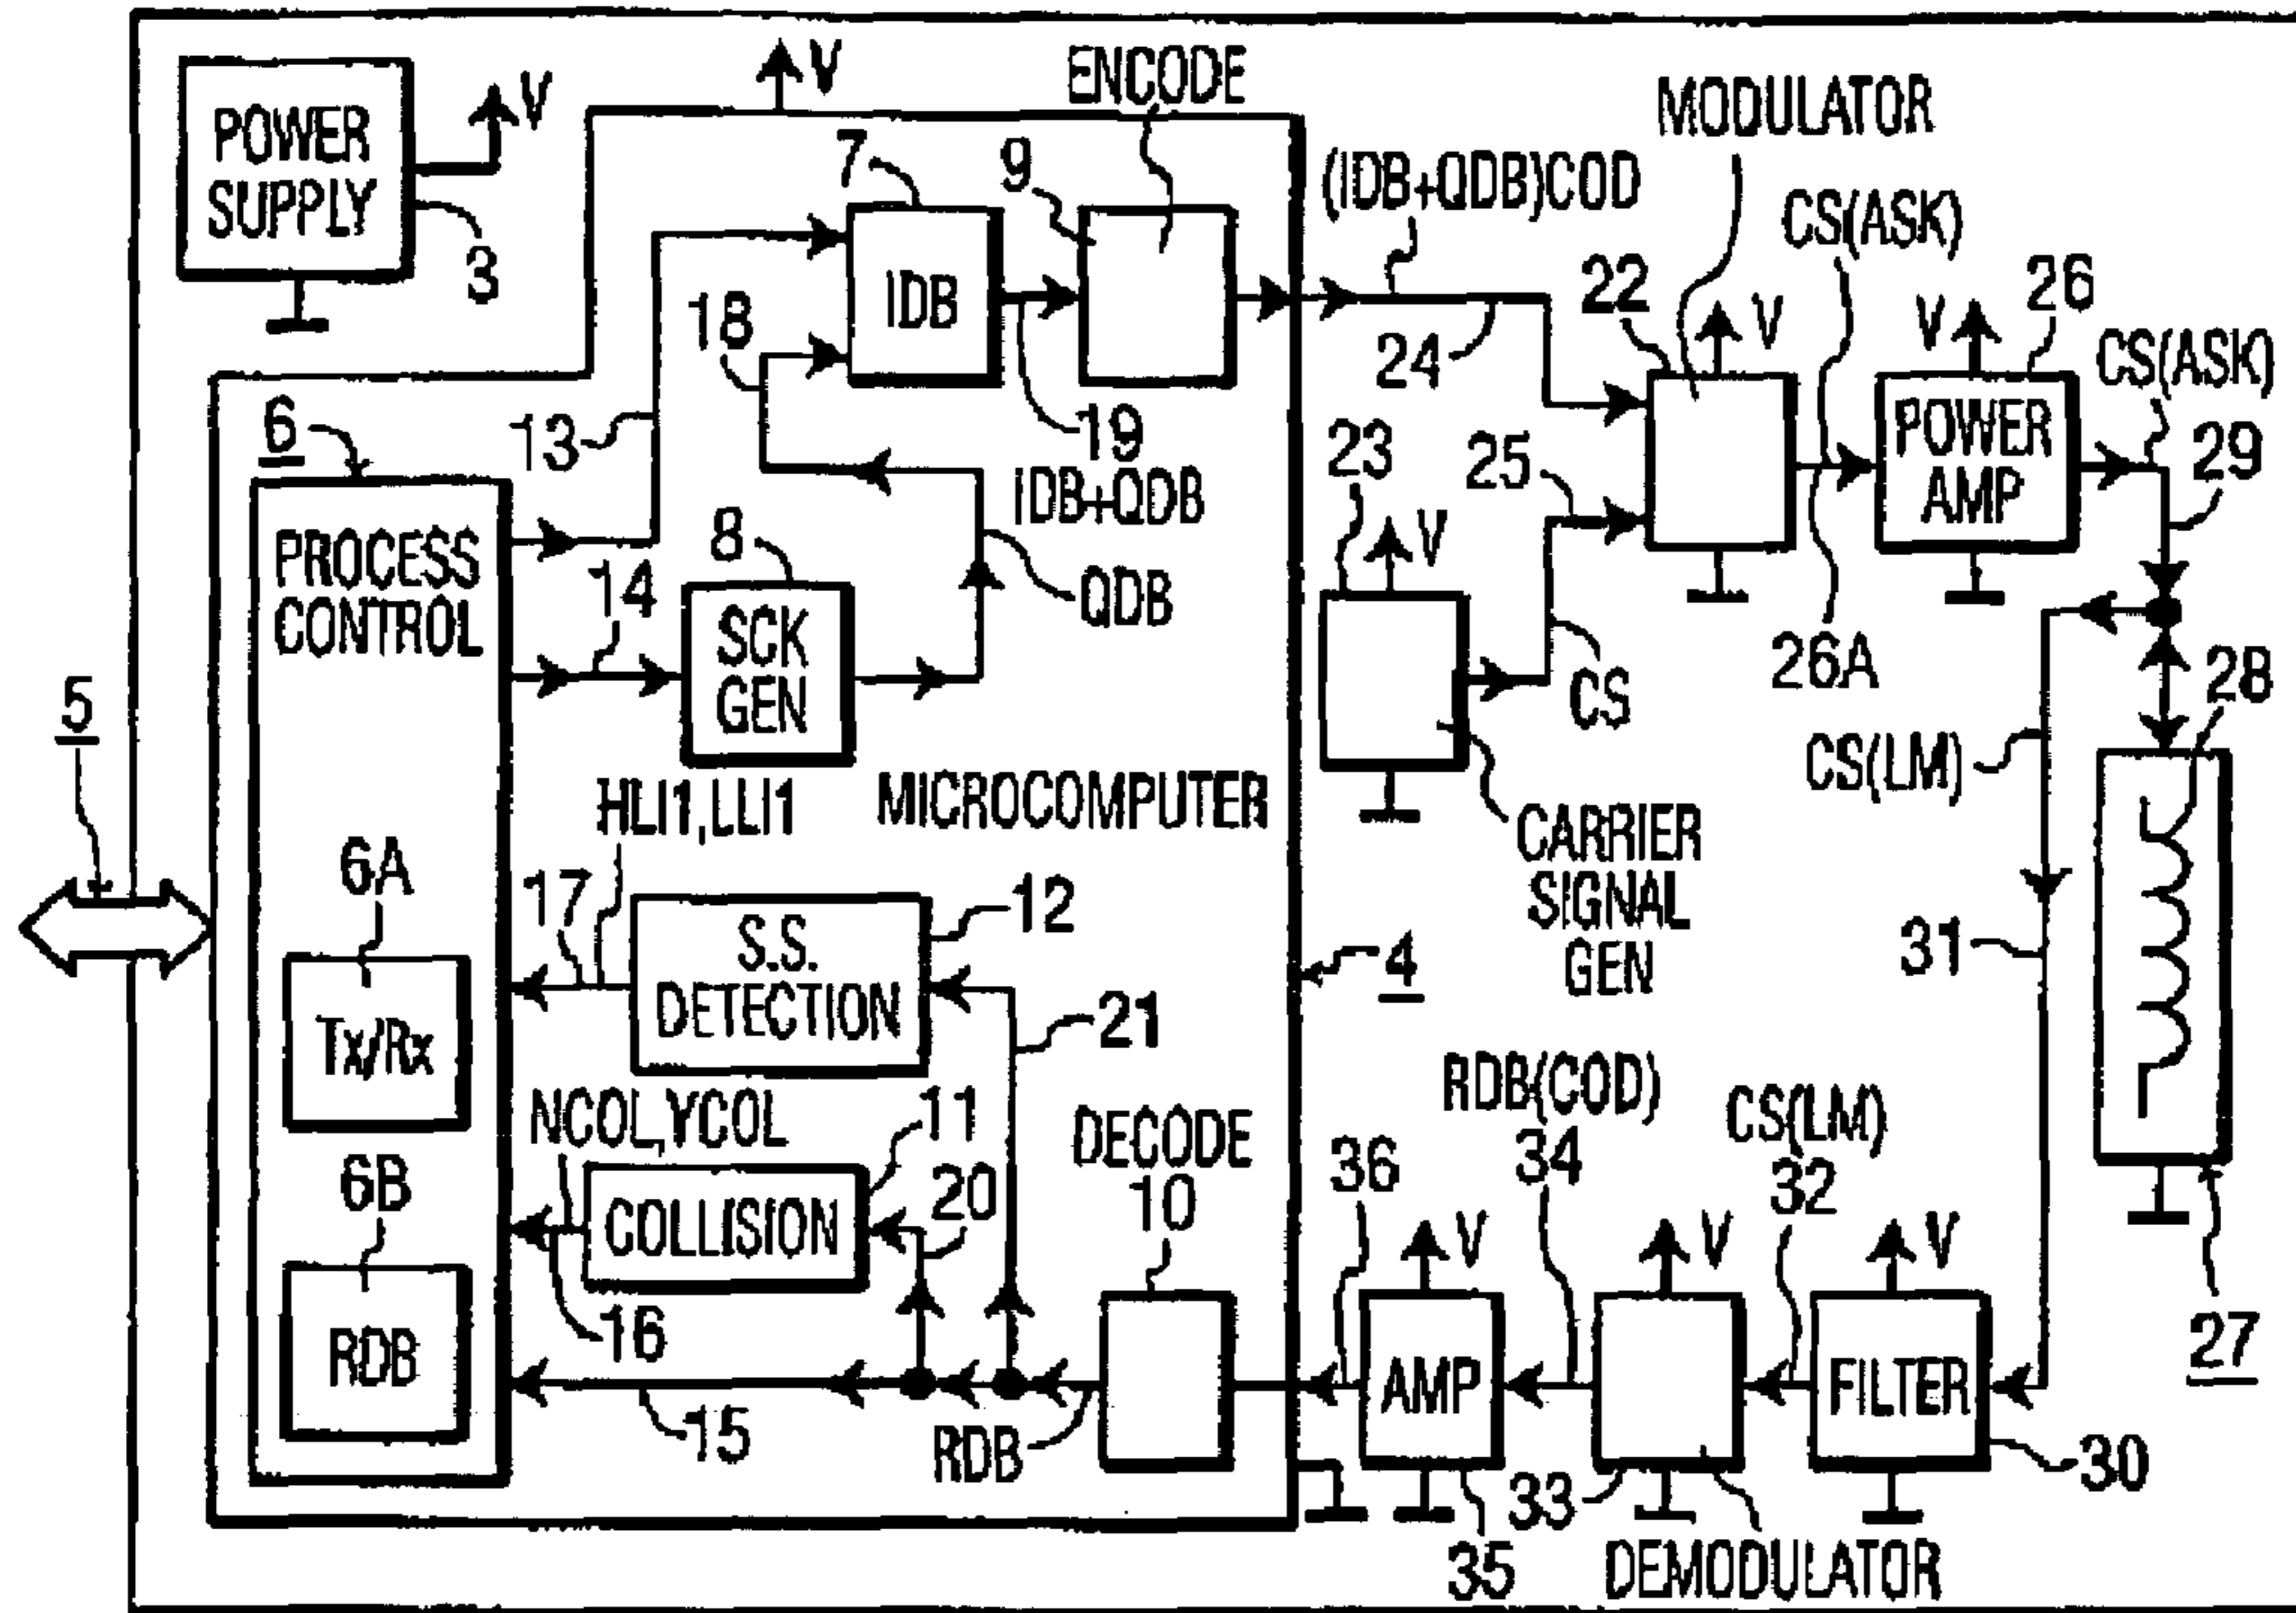 POWER
SUPPLY
V
3
V
ENCODE
7
9
IDB
18
19
IDB+QDB
13
(IDB+QDB)COD
24
MODULATOR
22
V
CS(ASK)
26
V
POWER
AMP
CS(ASK)
29
26A
23
V
25
CS
CARRIER
SIGNAL
GEN
28
27
CS(LM)
31
5
6
PROCESS
CONTROL
14
8
SCK
GEN
QDB
MICROCOMPUTER
4
HLI1,LLI1
17
S.S.
DETECTION
12
21
6A
Tx/Rx
NCOL,YCOL
COLLISION
11
20
16
6B
RDB
15
RDB
DECODE
10
36
V
AMP
35
RDB(COD)
34
V
33
DEMODULATOR
CS(LM)
32
V
FILTER
30